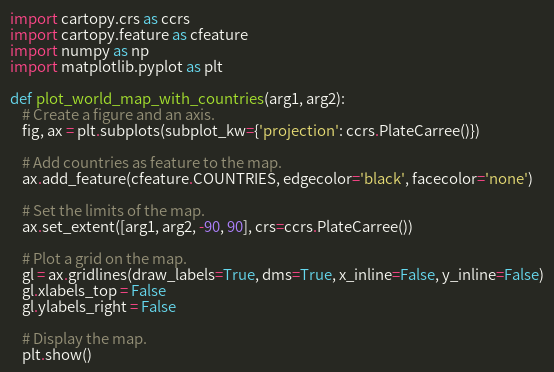 import cartopy.crs as ccrs
import cartopy.feature as cfeature
import numpy as np
import matplotlib.pyplot as plt

def plot_world_map_with_countries(arg1, arg2):
    # Create a figure and an axis.
    fig, ax = plt.subplots(subplot_kw={'projection': ccrs.PlateCarree()})

    # Add countries as feature to the map.
    ax.add_feature(cfeature.COUNTRIES, edgecolor='black', facecolor='none')

    # Set the limits of the map.
    ax.set_extent([arg1, arg2, -90, 90], crs=ccrs.PlateCarree())

    # Plot a grid on the map.
    gl = ax.gridlines(draw_labels=True, dms=True, x_inline=False, y_inline=False)
    gl.xlabels_top = False
    gl.ylabels_right = False

    # Display the map.
    plt.show()